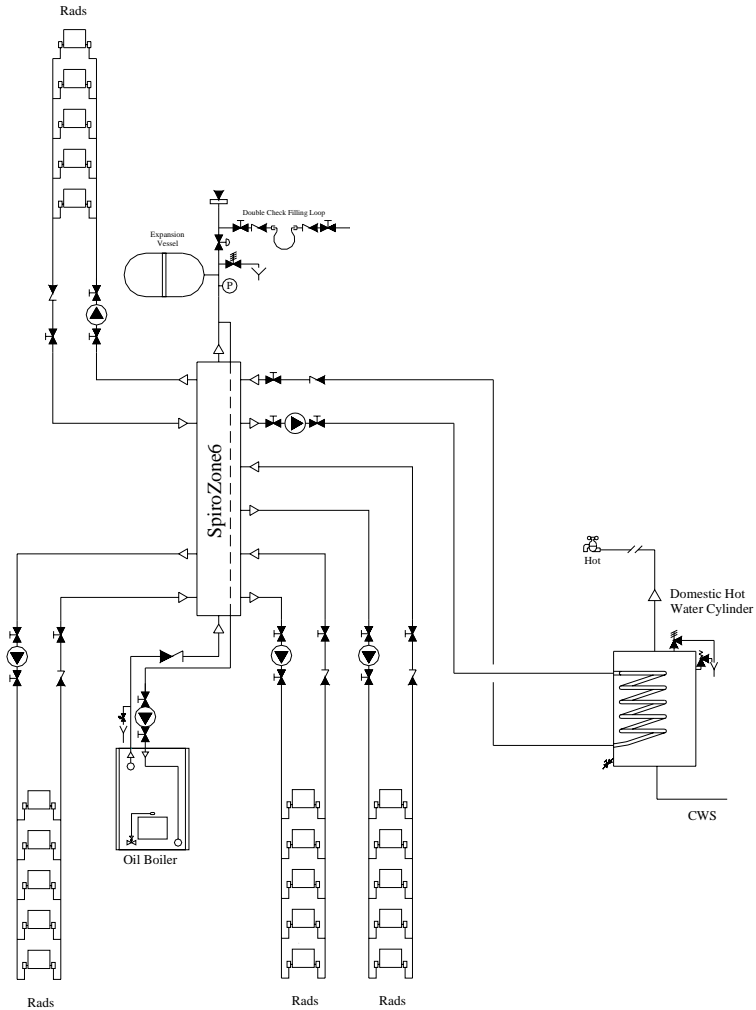 Rads
Double Check Filling Loop
Expansion
Vessel
P
SpiroZone6
Hot
Domestic Hot
Water Cylinder
CWS
Oil Boiler
Rads
Rads
Rads